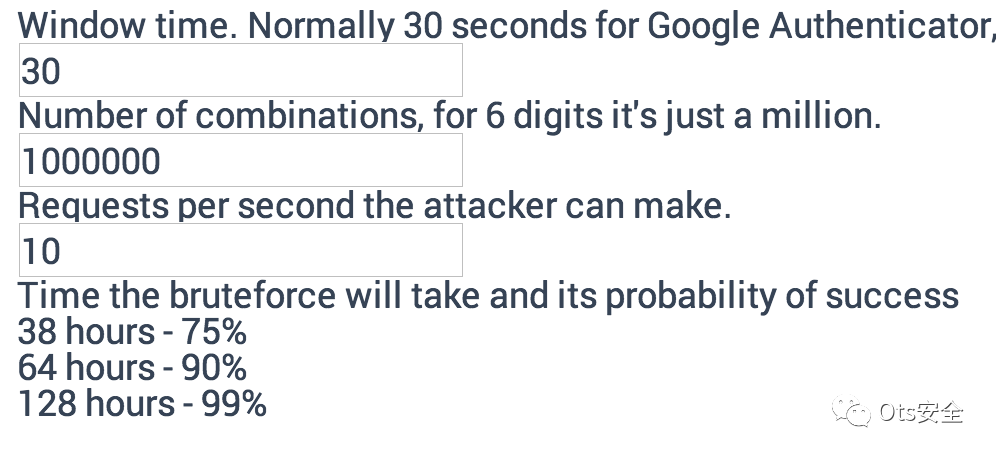 Window time. Normally 30 seconds for Google Authenticator,
30
Number of combinations, for 6 digits it's just a million.
1000000
Requests per second the attacker can make.
10
Time the bruteforce will take and its probability of success
38 hours - 75%
64 hours - 90%
128 hours - 99%
Ots安全